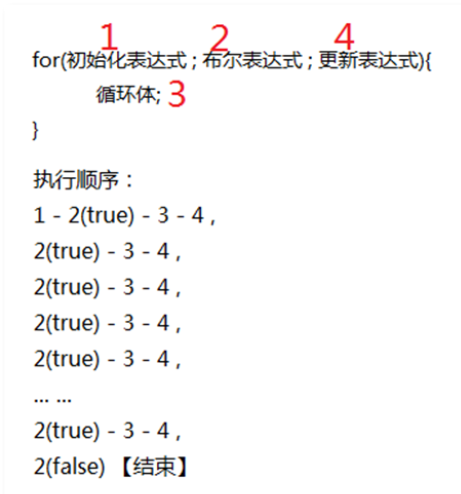 1 2 4
for(初始化表达式 ; 布尔表达式 ; 更新表达式){
循环体; 3
}
执行顺序：
1 - 2(true) - 3 - 4 ,
2(true) - 3 - 4 ,
2(true) - 3 - 4 ,
2(true) - 3 - 4 ,
2(true) - 3 - 4 ,
... ...
2(true) - 3 - 4 ,
2(false) 【结束】